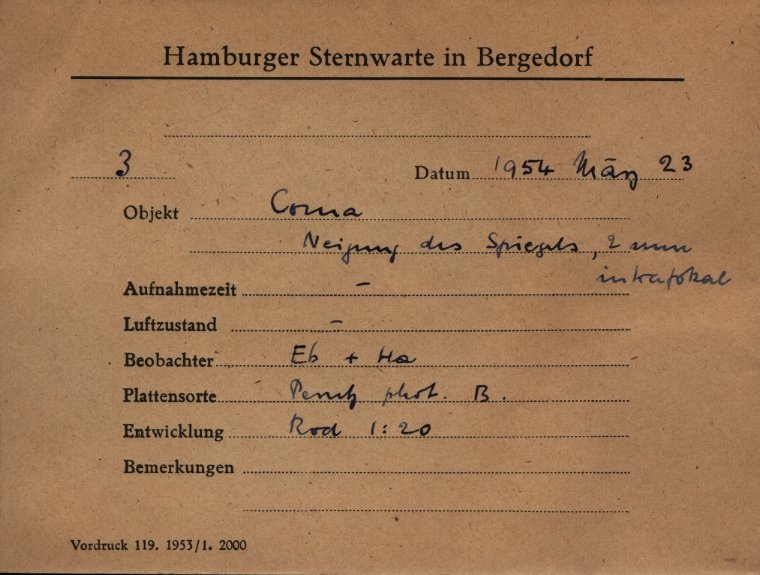 Hamburger Sternwarte in Bergedorf
3 Datum 1954 März 23
Objekt Coma
Neigung des Spiegels, 2 mm
intrafokal
Aufnahmezeit –
Luftzustand –
Beobachter Eb + Ha
Plattensorte Perutz phot. B.
Entwicklung Rod 1:20
Bemerkungen
Vordruck 119. 1953/1. 2000